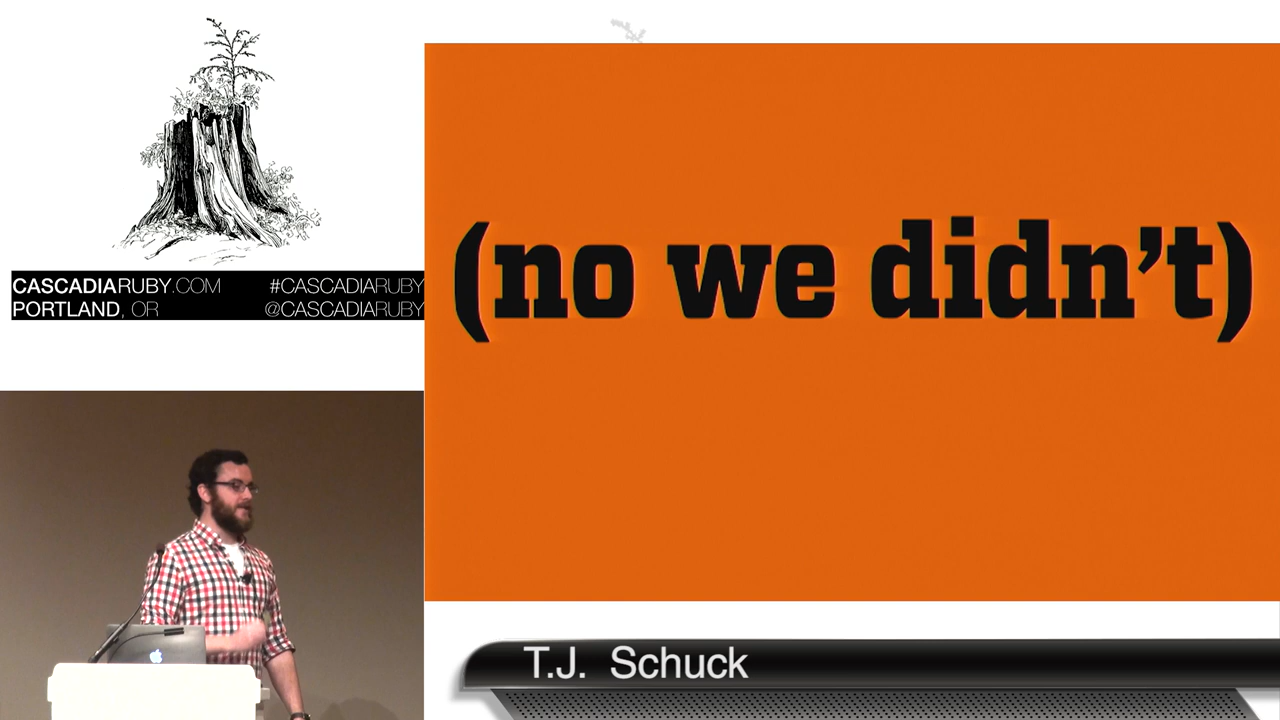 CASCADIARUBY.COM #CASCADIARUBY
PORTLAND, OR @CASCADIARUBY
(no we didn’t)
T.J. Schuck